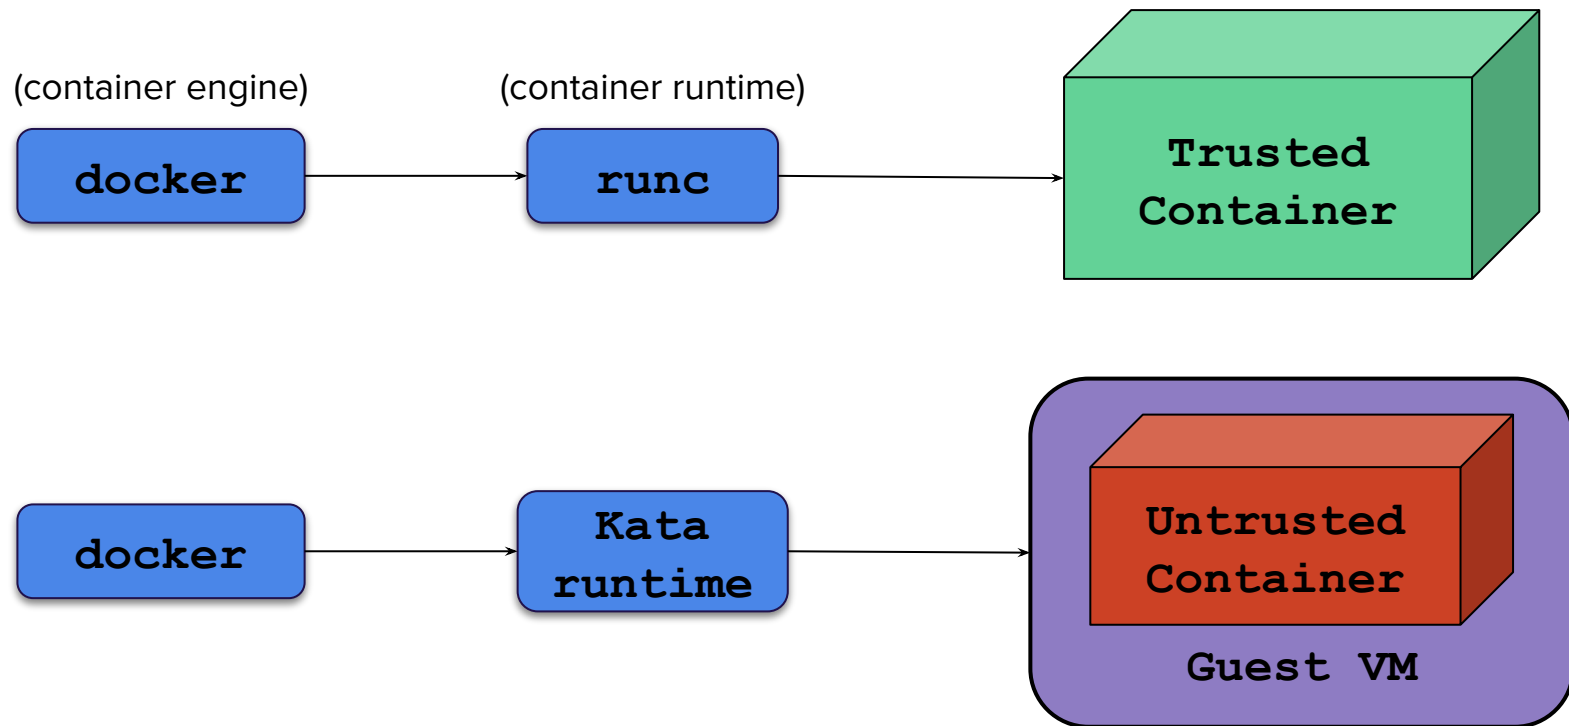 (container engine)
(container runtime)
docker
runc
Trusted
Container
docker
Kata
runtime
Untrusted
Container
Guest VM